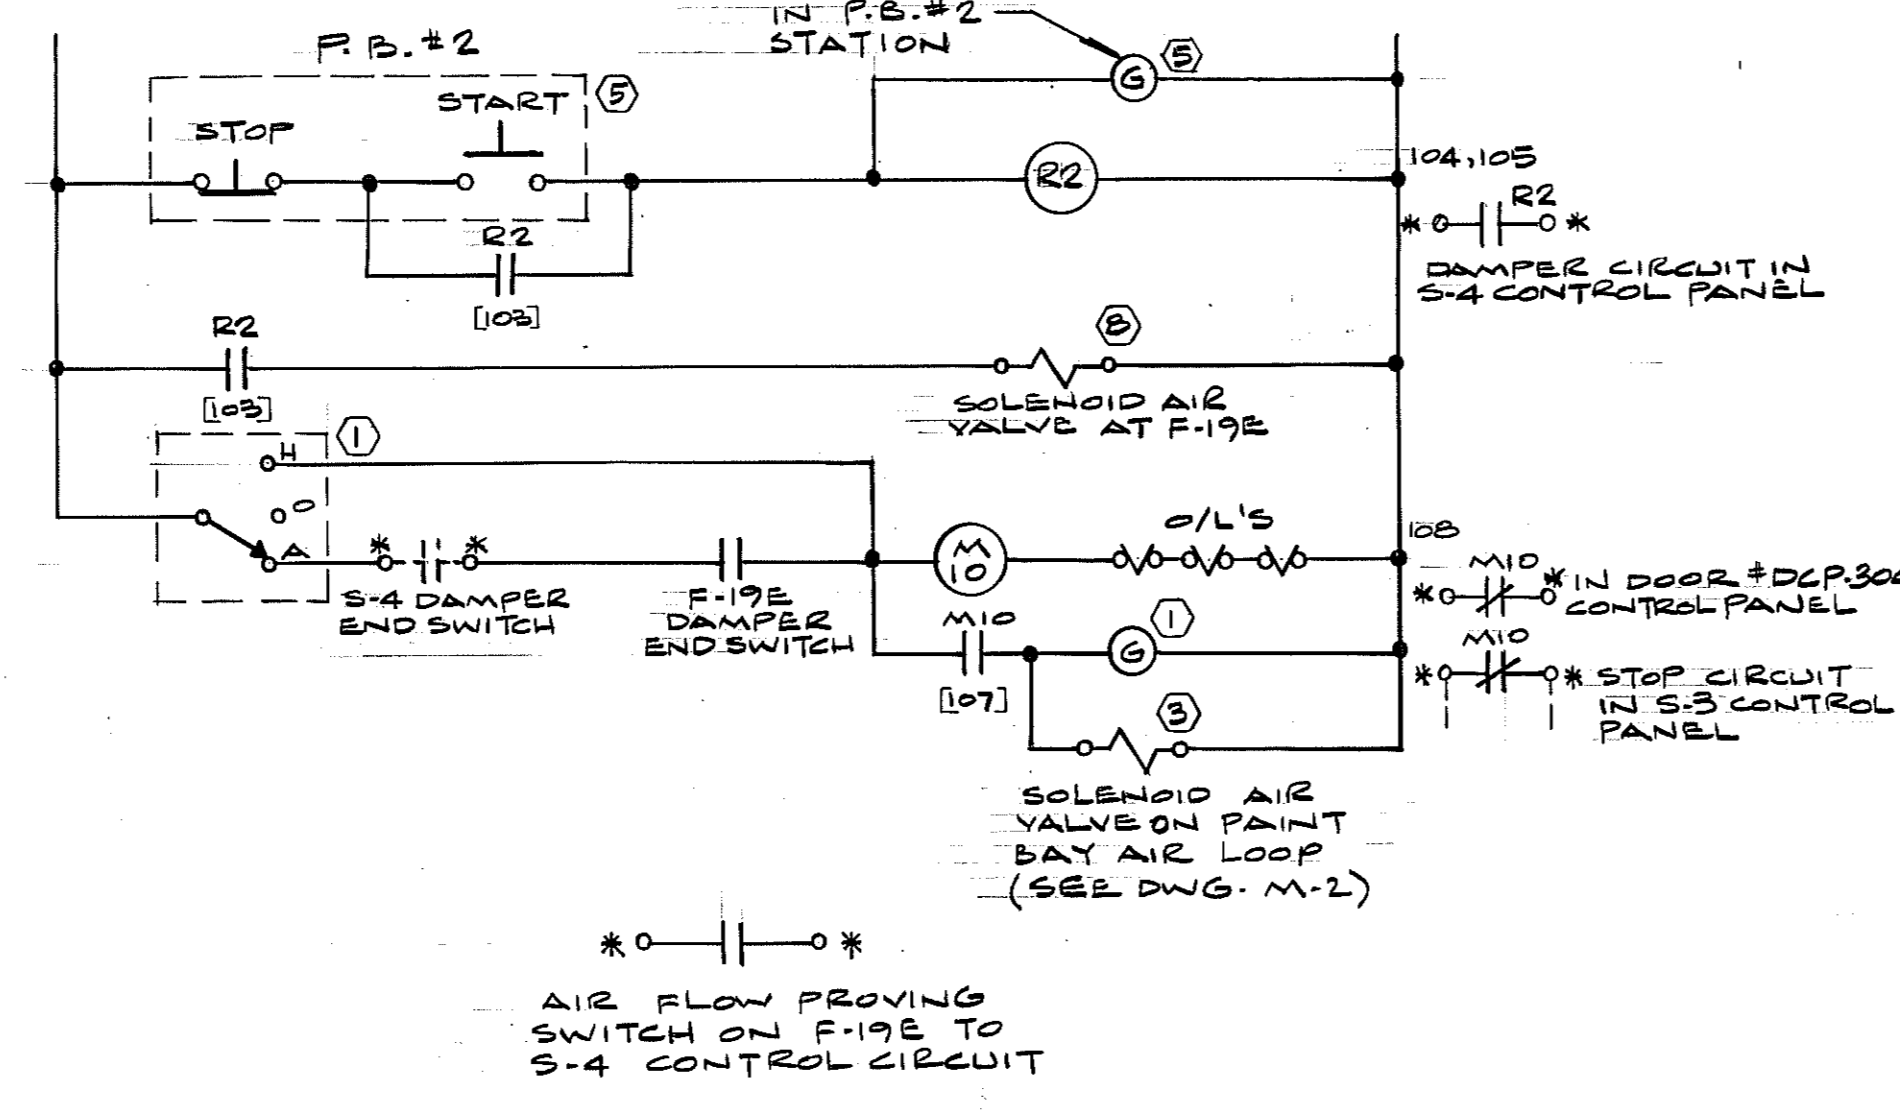 IN P.B.#2
STATION
P.B.#2
5
START
5
STOP
R2
104,105
R2
DAMPER CIRCUIT IN
S-4 CONTROL PANEL
R2
[103]
G
R2
[103]
8
SOLENOID AIR
VALVE AT F-19E
1
H
O
A
* *
S-4 DAMPER
END SWITCH
F-19E
DAMPER
END SWITCH
M
10
O/L'S
108
M10
* * IN DOOR
CONTROL PANEL
M10
* * STOP CIRCUIT
IN S-3 CONTROL
PANEL
M10
[107]
G
1
3
SOLENOID AIR
VALVE ON PAINT
BAY AIR LOOP
(SEE DWG. M-2)
* *
AIR FLOW PROVING
SWITCH ON F-19E TO
S-4 CONTROL CIRCUIT